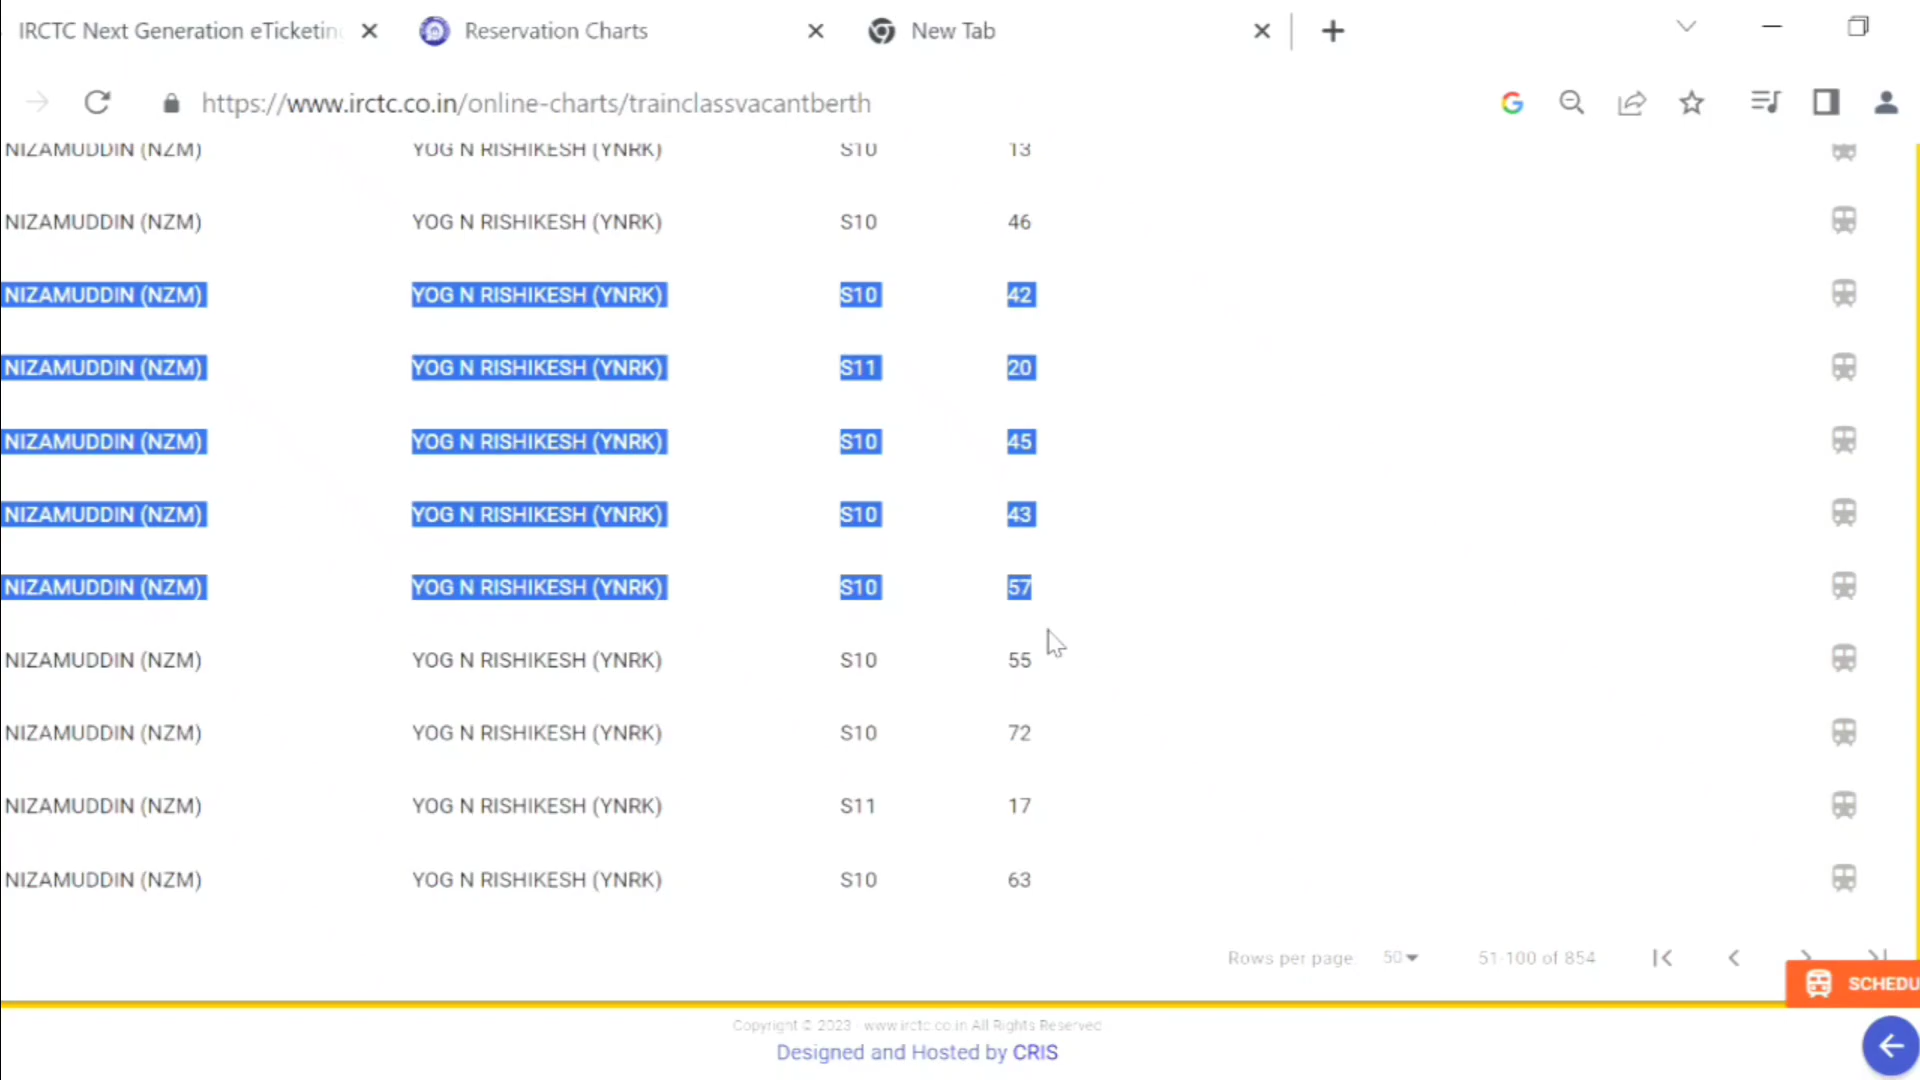 IRCTC Next Generation eTicketin
Reservation Charts
New Tab
https://www.irctc.co.in/online-charts/trainclassvacantberth
NIZAMUDDIN (NZM) YOG N RISHIKESH (YNRK) S10 13
NIZAMUDDIN (NZM) YOG N RISHIKESH (YNRK) S10 46
NIZAMUDDIN (NZM) YOG N RISHIKESH (YNRK) S10 42
NIZAMUDDIN (NZM) YOG N RISHIKESH (YNRK) S11 20
NIZAMUDDIN (NZM) YOG N RISHIKESH (YNRK) S10 45
NIZAMUDDIN (NZM) YOG N RISHIKESH (YNRK) S10 43
NIZAMUDDIN (NZM) YOG N RISHIKESH (YNRK) S10 57
NIZAMUDDIN (NZM) YOG N RISHIKESH (YNRK) S10 55
NIZAMUDDIN (NZM) YOG N RISHIKESH (YNRK) S10 72
NIZAMUDDIN (NZM) YOG N RISHIKESH (YNRK) S11 17
NIZAMUDDIN (NZM) YOG N RISHIKESH (YNRK) S10 63
Rows per page: 50 51-100 of 854
SCHEDU
Copyright © 2023 - www.irctc.co.in All Rights Reserved
Designed and Hosted by CRIS